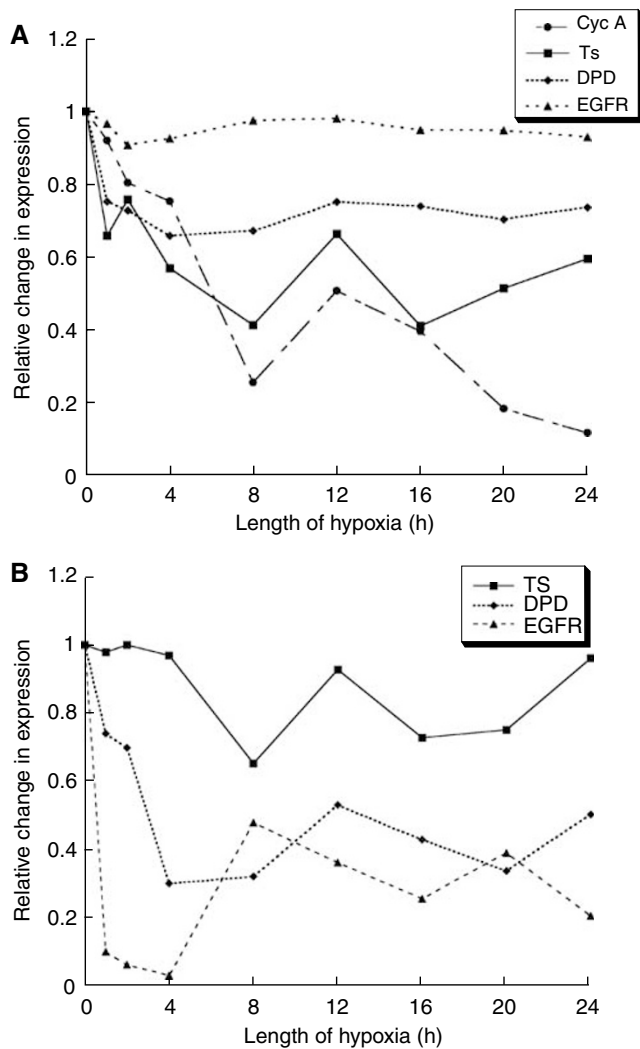 A
Cyc A
Ts
DPD
EGFR
1.2
1
0.8
0.6
0.4
0.2
0
Relative change in expression
0 4 8 12 16 20 24
Length of hypoxia (h)
B
TS
DPD
EGFR
1.2
1
0.8
0.6
0.4
0.2
0
Relative change in expression
0 4 8 12 16 20 24
Length of hypoxia (h)